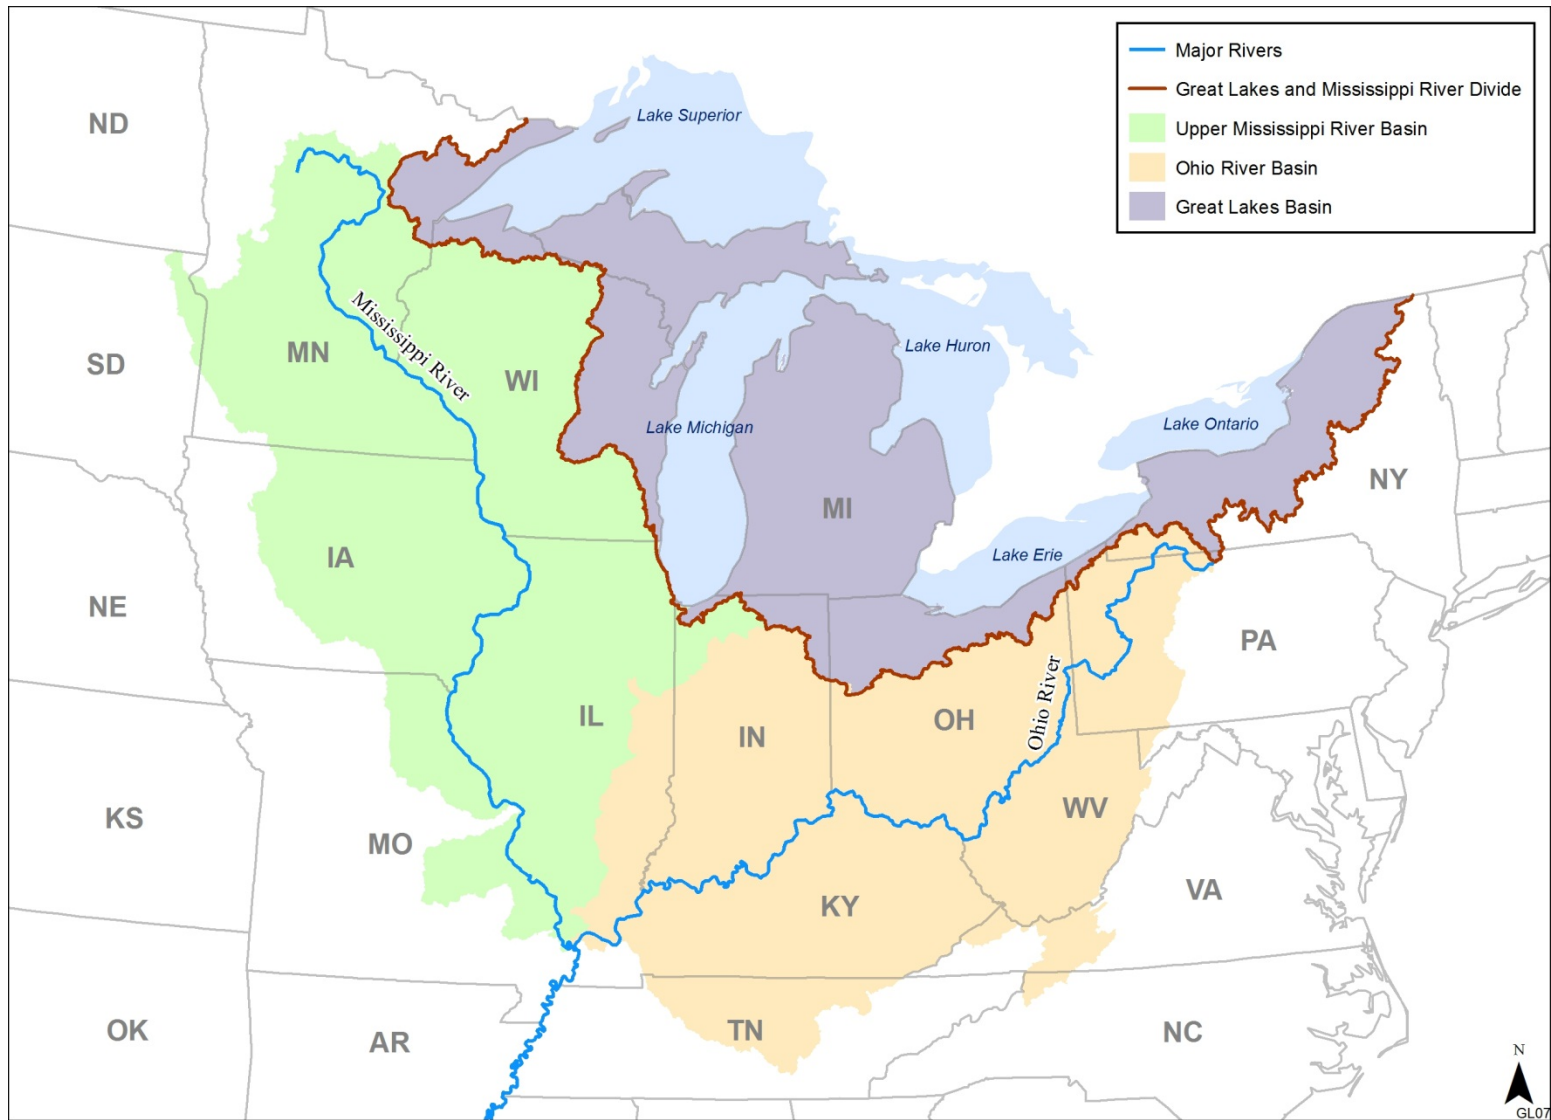 Major Rivers
Great Lakes and Mississippi River Divide
Upper Mississippi River Basin
Ohio River Basin
Great Lakes Basin
Lake Superior
ND
Mississippi River
MN
SD
WI
Lake Huron
Lake Michigan
Lake Ontario
NY
MI
IA
Lake Erie
NE
PA
IL
IN
OH
Ohio River
KS
MO
WV
KY
VA
OK
AR
TN
NC
N
GL07